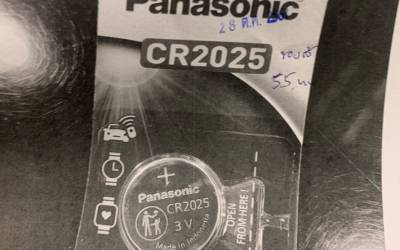 Panasonic
28 ต.ค.
CR2025
55
Panasonic
CR2025
3 V
Made in Indonesia
OPEN
FROM HERE!